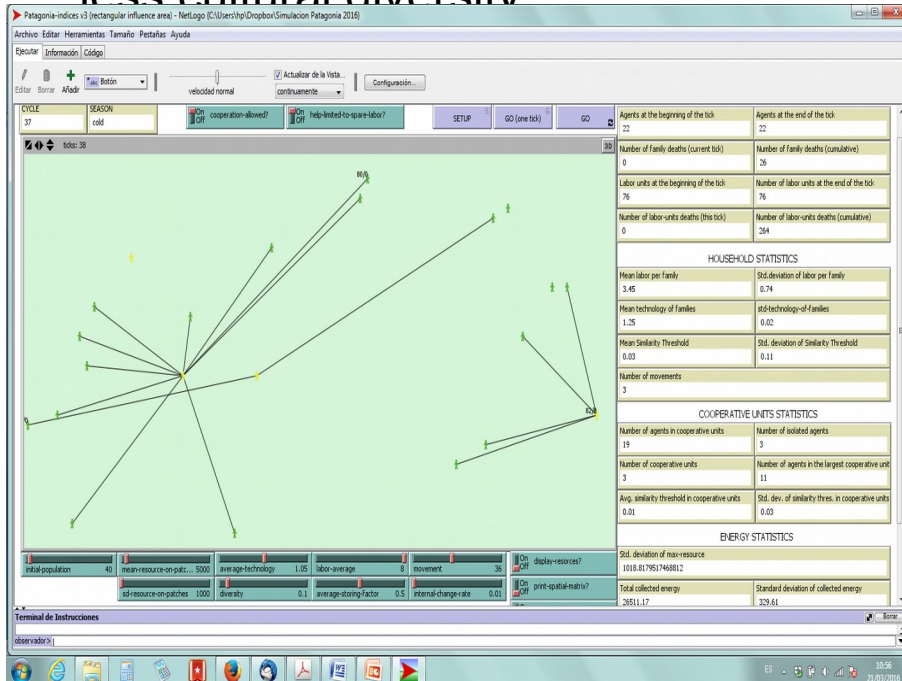 less cultural diversity
Patagonia-indices v3 (rectangular influence area) - NetLogo {C:\Users\hp\Dropbox\Simulacion Patagonia 2016}
Archivo Editar Herramientas Tamaño Pestañas Ayuda
Ejecutar Información Código
Editar Borrar Añadir
abc Botón
velocidad normal
Actualizar de la Vista...
continuamente
Configuración...
CYCLE
37
SEASON
cold
On
Off
cooperation-allowed?
On
Off
help-limited-to-spare-labor?
SETUP S
GO (one tick) G
GO
ticks: 38
3D
80/0
82/0
Agents at the beginning of the tick
22
Agents at the end of the tick
22
Number of family deaths (current tick)
0
Number of family deaths (cumulative)
26
Labor units at the beginning of the tick
76
Number of labor units at the end of the tick
76
Number of labor-units deaths (this tick)
0
Number of labor-units deaths (cumulative)
264
HOUSEHOLD STATISTICS
Mean labor per family
3.45
Std.deviation of labor per family
0.74
Mean technology of families
1.25
std-technology-of-families
0.02
Mean Similarity Threshold
0.03
Std. deviation of Similarity Threshold
0.11
Number of movements
3
COOPERATIVE UNITS STATISTICS
Number of agents in cooperative units
19
Number of isolated agents
3
Number of cooperative units
3
Number of agents in the largest cooperative unit
11
Avg. similarity threshold in cooperative units
0.01
Std. dev. of similarity thres. in cooperative units
0.03
ENERGY STATISTICS
Std. deviation of max-resource
1018.8179517468812
Total collected energy
26511.17
Standard deviation of collected energy
329.61
initial-population 40
mean-resource-on-patc... 5000
average-technology 1.05
labor-average 8
movement 36
On
Off
display-resorces?
sd-resource-on-patches 1000
diversity 0.1
average-storing-factor 0.5
internal-change-rate 0.01
On
Off
print-spatial-matrix?
Terminal de Instrucciones
Borrar
observador>
ES
10:56
21/03/2016